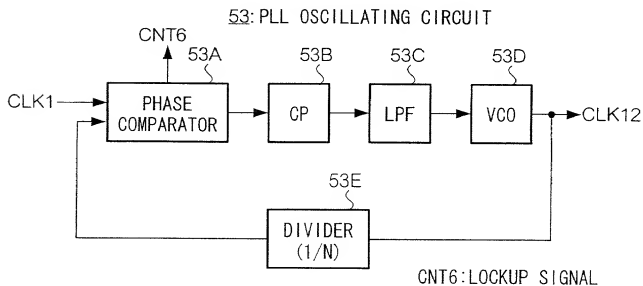 53: PLL OSCILLATING CIRCUIT
CNT6
53A
53B
53C
53D
CLK1
PHASE
COMPARATOR
CP
LPF
VCO
CLK12
53E
DIVIDER
(1/N)
CNT6:LOCKUP SIGNAL